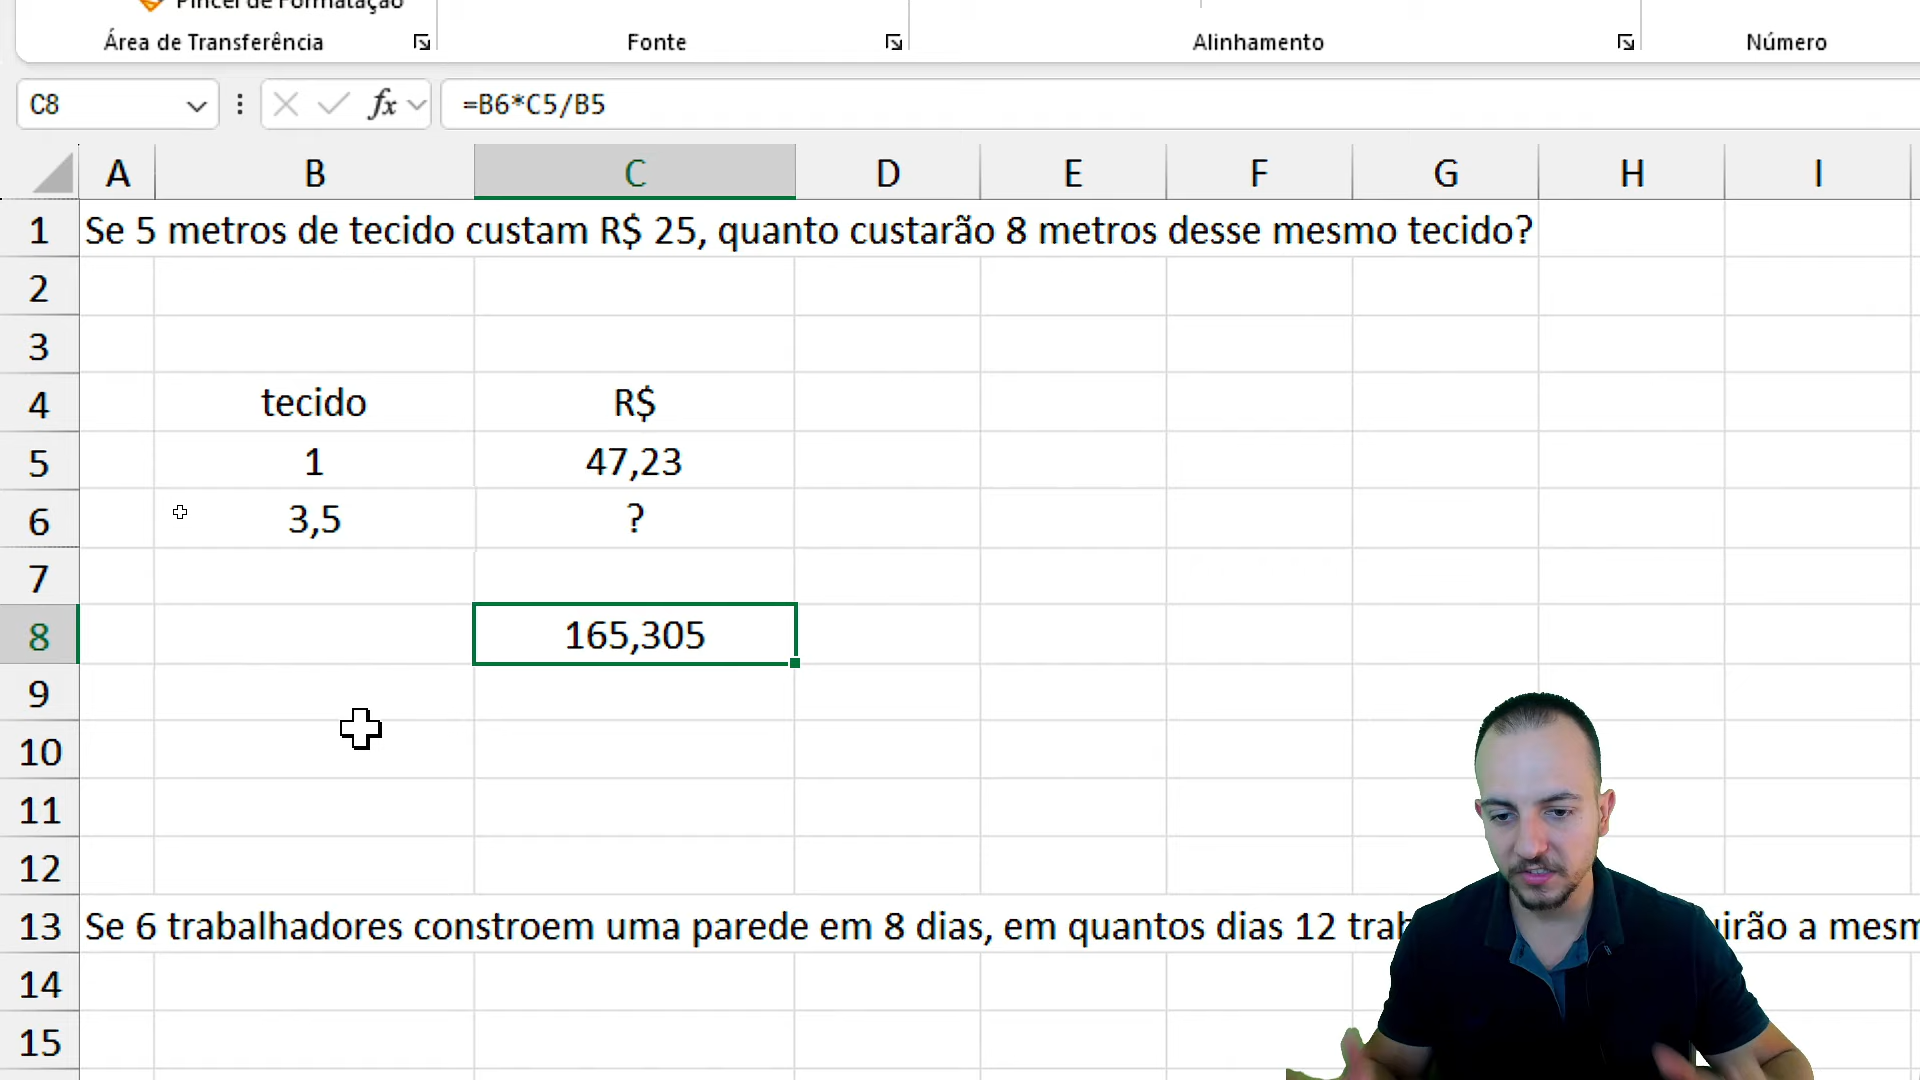 Pincel de Formatação
Área de Transferência
Fonte
Alinhamento
Número
C8
fx
=B6*C5/B5
A B C D E F G H I
1 Se 5 metros de tecido custam R$ 25, quanto custarão 8 metros desse mesmo tecido?
2
3
4 tecido R$
5 1 47,23
6 3,5 ?
7
8 165,305
9
10
11
12
13 Se 6 trabalhadores constroem uma parede em 8 dias, em quantos dias 12 a
14
15